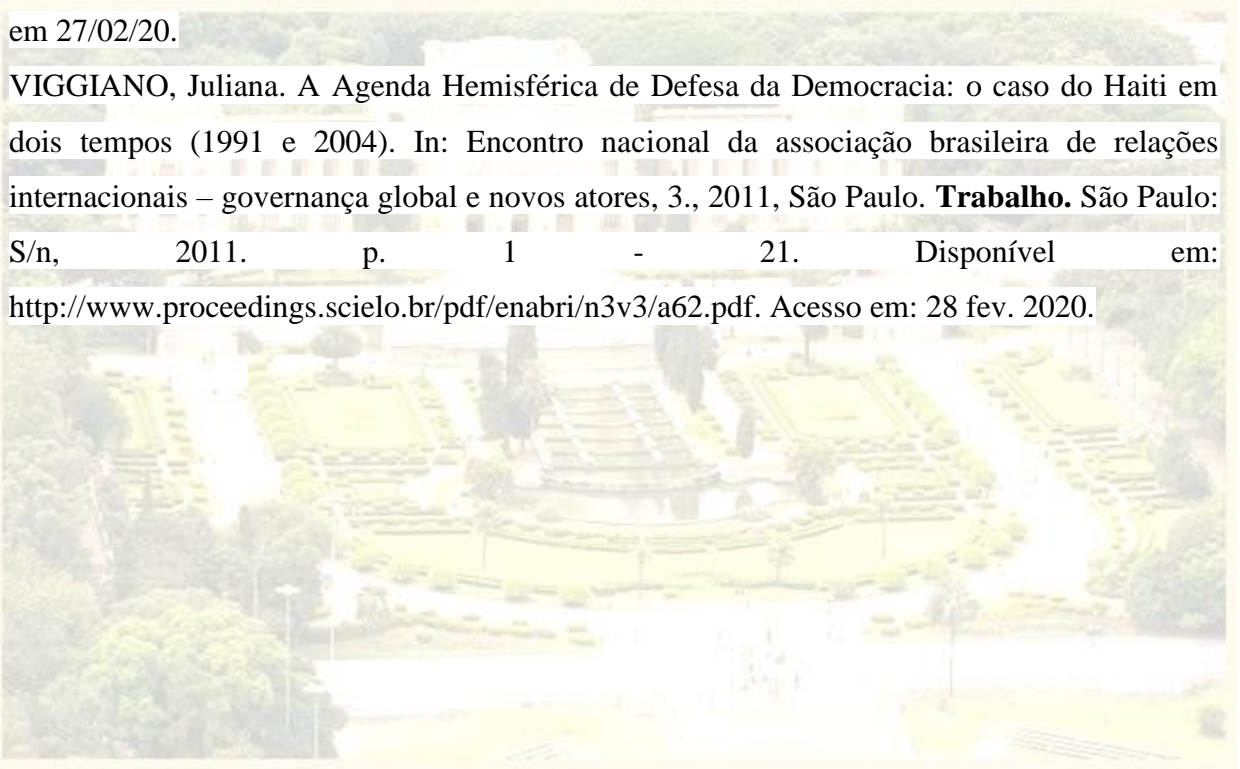 em 27/02/20.
VIGGIANO, Juliana. A Agenda Hemisférica de Defesa da Democracia: o caso do Haiti em
dois tempos (1991 e 2004). In: Encontro nacional da associação brasileira de relações
internacionais – governança global e novos atores, 3., 2011, São Paulo. Trabalho. São Paulo:
S/n, 2011. p. 1 - 21. Disponível em:
http://www.proceedings.scielo.br/pdf/enabri/n3v3/a62.pdf. Acesso em: 28 fev. 2020.